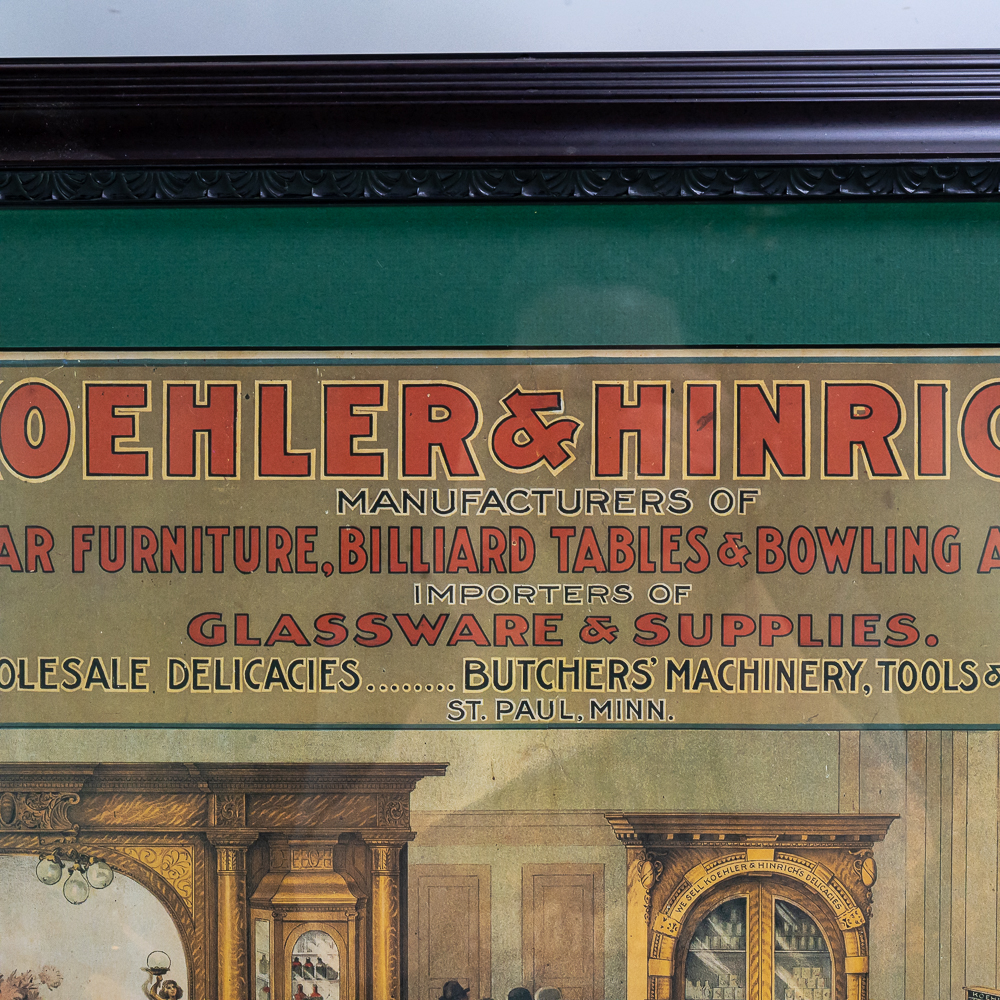 KOEHLER & HINRIC
MANUFACTURERS OF
AR FURNITURE, BILLIARD TABLES & BOWLING A
IMPORTERS OF
GLASSWARE & SUPPLIES.
OLESALE DELICACIES........BUTCHERS' MACHINERY, TOOLS &
ST. PAUL, MINN.
WE SELL KOEHLER & HINRICH'S DELICACIES